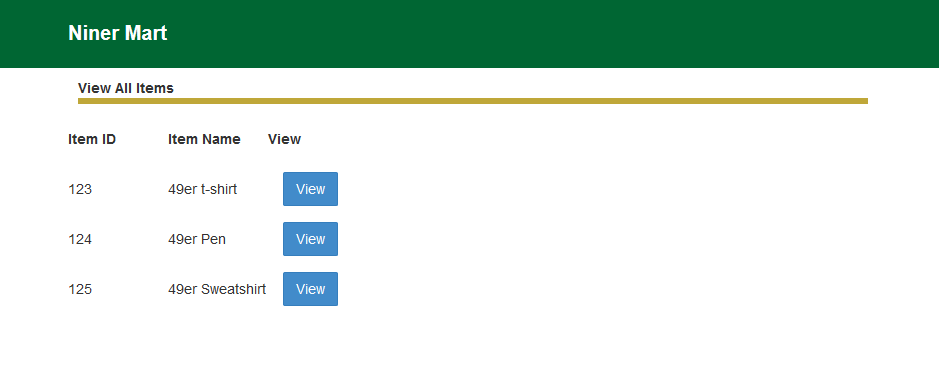 Niner Mart
View All Items
Item ID Item Name View
123 49er t-shirt View
124 49er Pen View
125 49er Sweatshirt View